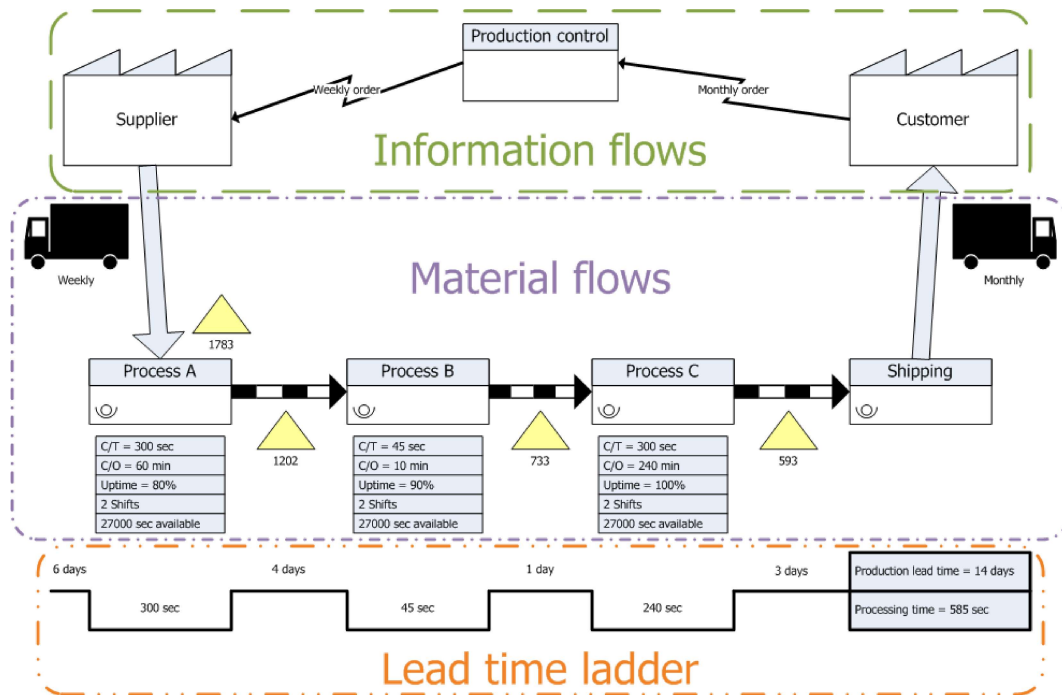 Production control
Weekly order
Monthly order
Supplier
Customer
Information flows
Weekly
Material flows
Monthly
1783
Process A
Process B
Process C
Shipping
1202
733
593
C/T = 300 sec
C/O = 60 min
Uptime = 80%
2 Shifts
27000 sec available
C/T = 45 sec
C/O = 10 min
Uptime = 90%
2 Shifts
27000 sec available
C/T = 300 sec
C/O = 240 min
Uptime = 100%
2 Shifts
27000 sec available
6 days
4 days
1 day
3 days
Production lead time = 14 days
300 sec
45 sec
240 sec
Processing time = 585 sec
Lead time ladder